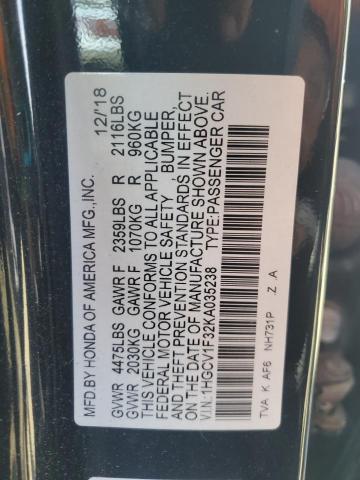 MFD.BY HONDA OF AMERICA MFG.,INC. 12/18
GVWR 4475LBS GAWR F 2359LBS R 2116LBS
GVWR 2030KG GAWR F 1070KG R 960KG
THIS VEHICLE CONFORMS TO ALL APPLICABLE
FEDERAL MOTOR VEHICLE SAFETY BUMPER,
AND THEFT PREVENTION STANDARDS IN EFFECT
ON THE DATE OF MANUFACTURE SHOWN ABOVE.
V.I.N.:1HGCV1F32KA035238 TYPE:PASSENGER CAR
TVA K AF6 NH731P .Z A